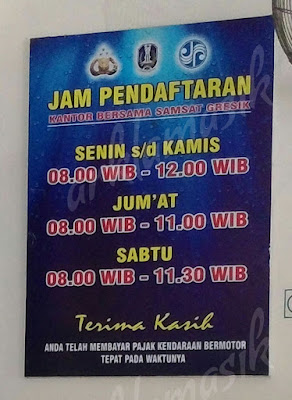 JAM PENDAFTARAN
KANTOR BERSAMA SAMSAT GRESIK
SENIN s/d KAMIS
08.00 WIB - 12.00 WIB
JUM'AT
08.00 WIB - 11.00 WIB
SABTU
08.00 WIB - 11.30 WIB
Terima Kasih
ANDA TELAH MEMBAYAR PAJAK KENDARAAN BERMOTOR
TEPAT PADA WAKTUNYA